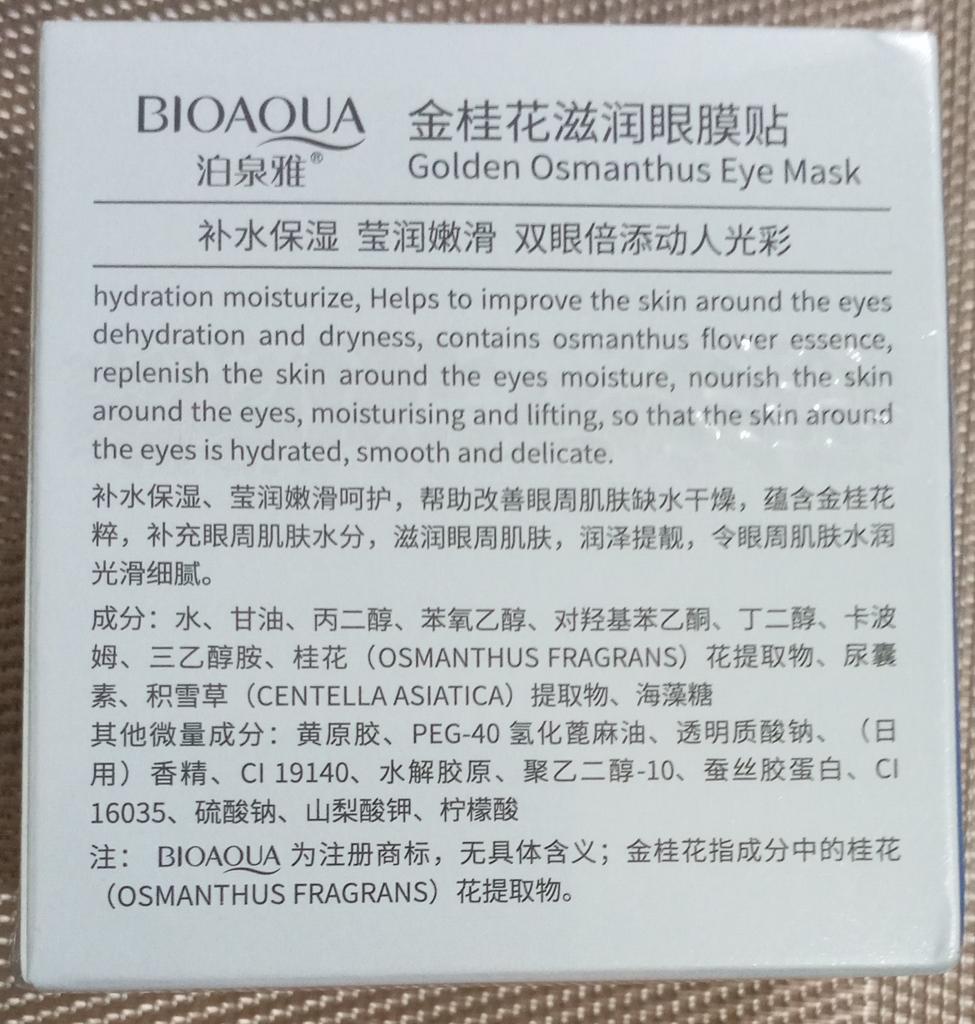 BIOAQUA
泊泉雅®
金桂花滋润眼膜贴
Golden Osmanthus Eye Mask
补水保湿 莹润嫩滑 双眼倍添动人光彩
hydration moisturize, Helps to improve the skin around the eyes
dehydration and dryness, contains osmanthus flower essence,
replenish the skin around the eyes moisture, nourish the skin
around the eyes, moisturising and lifting, so that the skin around
the eyes is hydrated, smooth and delicate.
补水保湿、莹润嫩滑呵护，帮助改善眼周肌肤缺水干燥，蕴含金桂花
粹，补充眼周肌肤水分，滋润眼周肌肤，润泽提靓，令眼周肌肤水润
光滑细腻。
成分：水、甘油、丙二醇、苯氧乙醇、对羟基苯乙酮、丁二醇、卡波
姆、三乙醇胺、桂花（OSMANTHUS FRAGRANS）花提取物、尿囊
素、积雪草（CENTELLA ASIATICA）提取物、海藻糖
其他微量成分：黄原胶、PEG-40 氢化蓖麻油、透明质酸钠、（日
用）香精、CI 19140、水解胶原、聚乙二醇-10、蚕丝胶蛋白、CI
16035、硫酸钠、山梨酸钾、柠檬酸
注： BIOAQUA 为注册商标，无具体含义；金桂花指成分中的桂花
（OSMANTHUS FRAGRANS）花提取物。